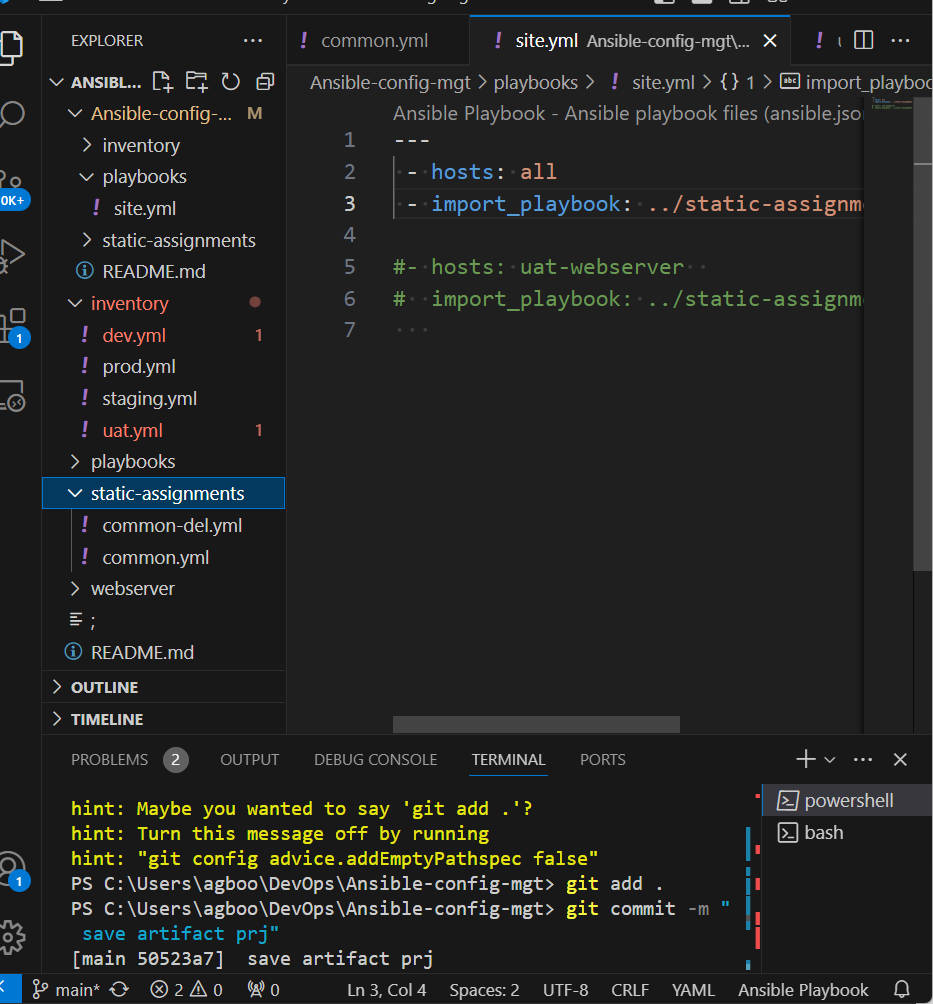 EXPLORER
ANSIBL...
Ansible-config-... M
inventory
playbooks
! site.yml
static-assignments
README.md
inventory
! dev.yml 1
! prod.yml
! staging.yml
! uat.yml 1
playbooks
static-assignments
! common-del.yml
! common.yml
webserver
;
README.md
OUTLINE
TIMELINE
0K+
1
1
! common.yml
! site.yml Ansible-config-mgt\...
!
Ansible-config-mgt > playbooks > ! site.yml > {} 1 > abc import_playboo
Ansible Playbook - Ansible playbook files (ansible.jso
1 ---
2 - hosts: all
3 - import_playbook: ../static-assignm
4
5 #- hosts: uat-webserver
6 # import_playbook: ../static-assignm
7
PROBLEMS 2 OUTPUT DEBUG CONSOLE TERMINAL PORTS
hint: Maybe you wanted to say 'git add .'?
hint: Turn this message off by running
hint: "git config advice.addEmptyPathspec false"
PS C:\Users\agboo\DevOps\Ansible-config-mgt> git add .
PS C:\Users\agboo\DevOps\Ansible-config-mgt> git commit -m "
save artifact prj"
[main 50523a7]  save artifact prj
powershell
bash
main* 2 0 0 Ln 3, Col 4 Spaces: 2 UTF-8 CRLF YAML Ansible Playbook